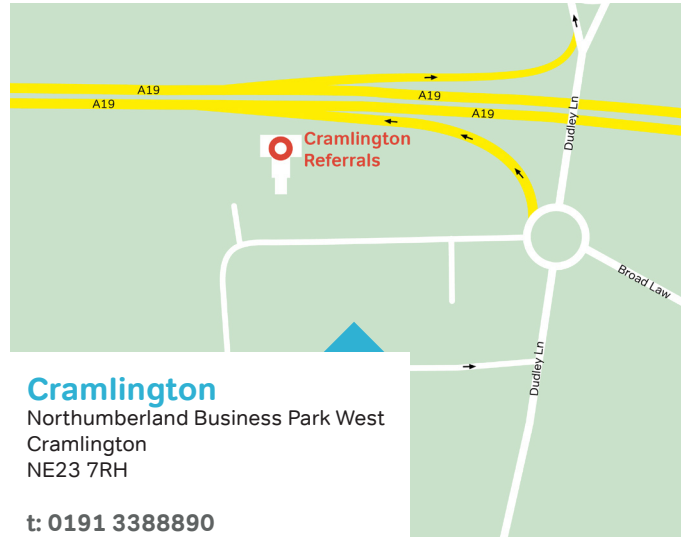 A19
A19
A19
A19
Dudley Ln
Cramlington
Referrals
Broad Law
Dudley Ln
Cramlington
Northumberland Business Park West
Cramlington
NE23 7RH
t: 0191 3388890